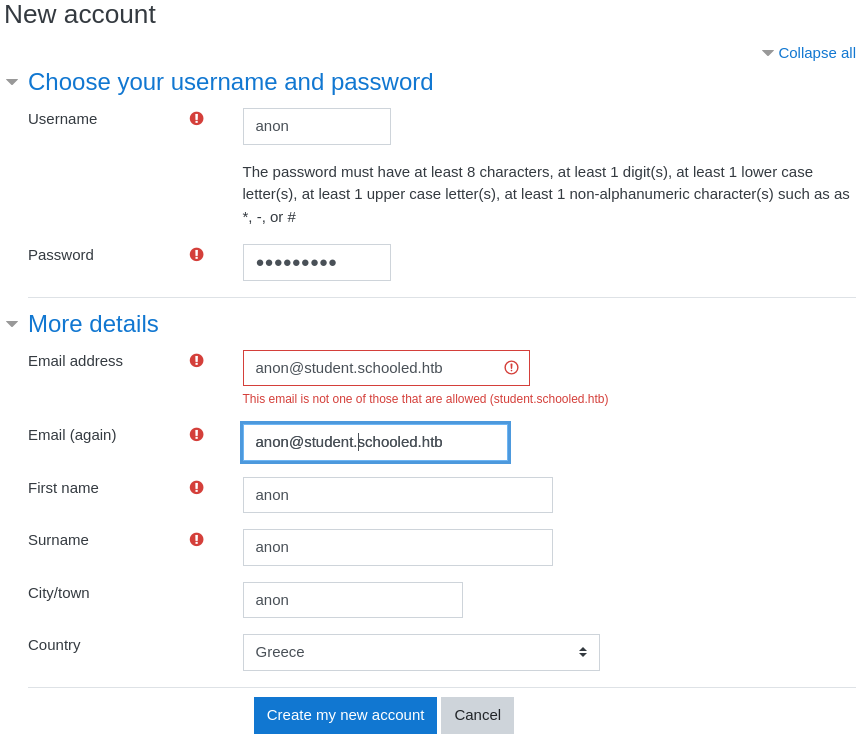 New account
Collapse all
Choose your username and password
Username
anon
The password must have at least 8 characters, at least 1 digit(s), at least 1 lower case
letter(s), at least 1 upper case letter(s), at least 1 non-alphanumeric character(s) such as as
*, -, or #
Password
●●●●●●●●●
More details
Email address
anon@student.schooled.htb
This email is not one of those that are allowed (student.schooled.htb)
Email (again)
anon@student.schooled.htb
First name
anon
Surname
anon
City/town
anon
Country
Greece
Create my new account
Cancel